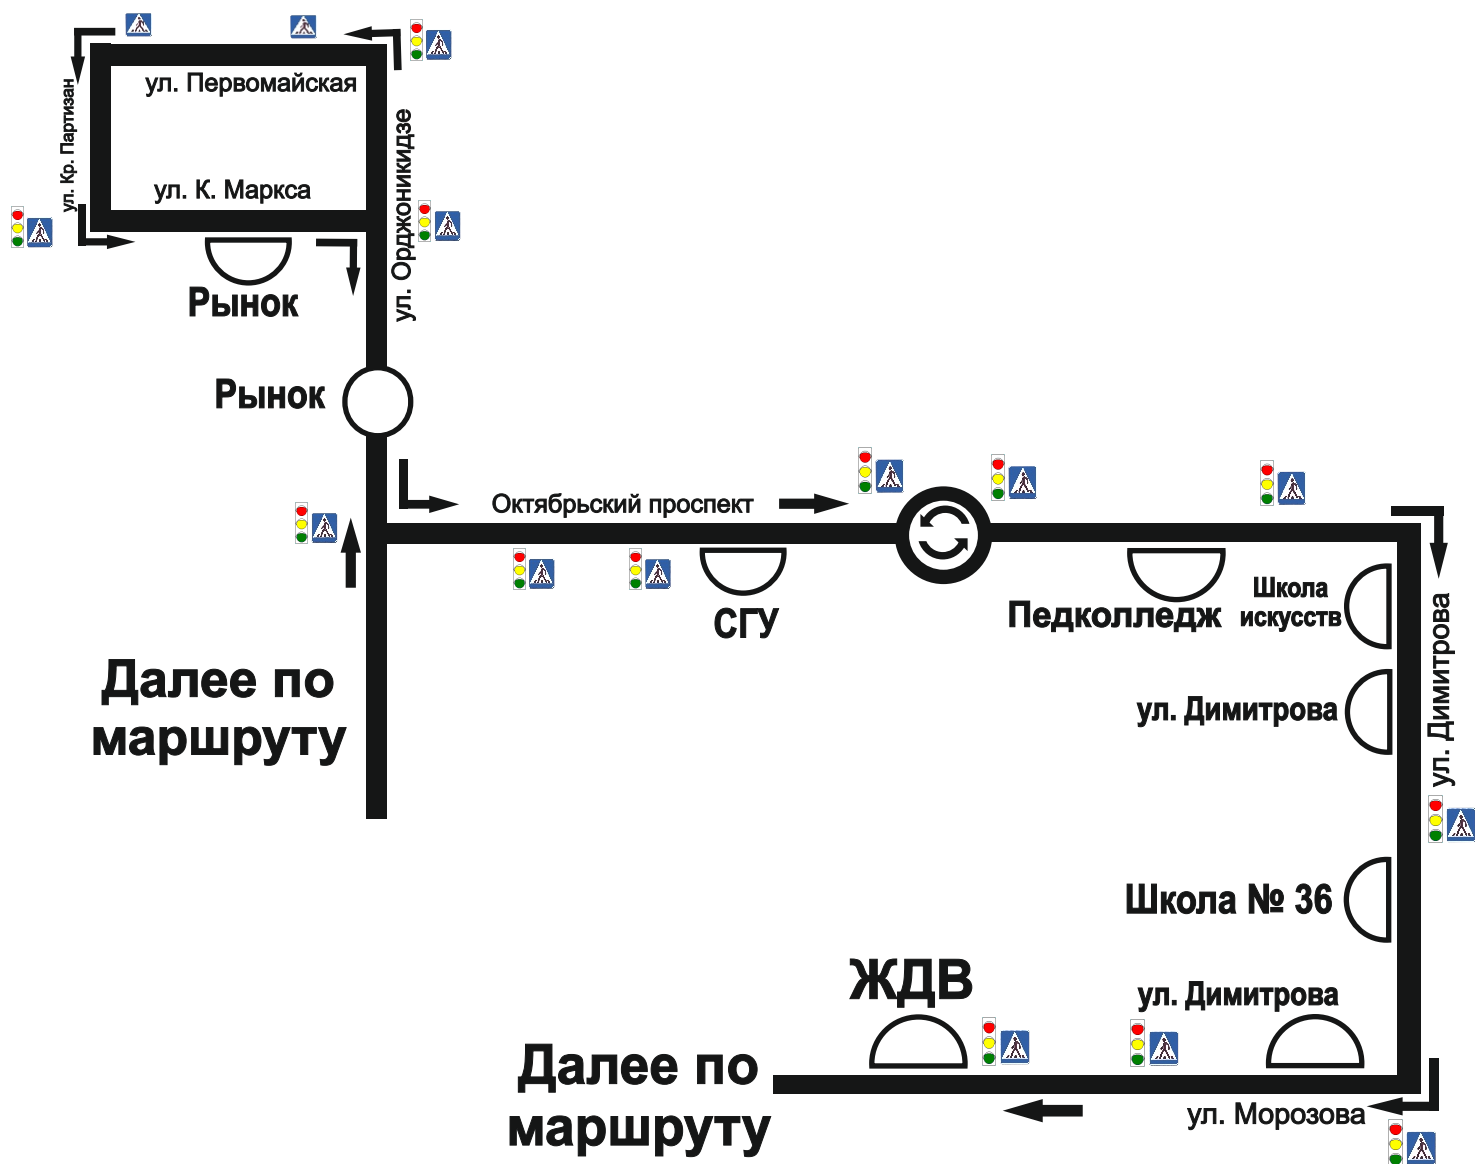 ул. Первомайская
ул. Кр. Партизан
ул. К. Маркса
ул. Орджоникидзе
Рынок
Рынок
Октябрьский проспект
СГУ
Педколледж
Школа
искусств
ул. Димитрова
ул. Димитрова
Далее по
маршруту
Школа № 36
ул. Димитрова
ЖДВ
Далее по
маршруту
ул. Морозова